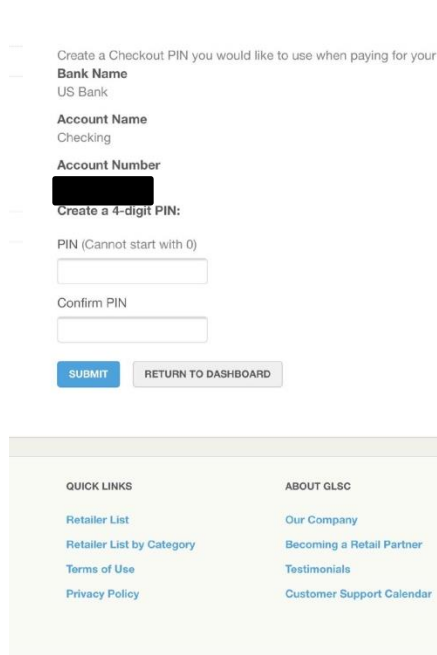 Create a Checkout PIN you would like to use when paying for your
Bank Name
US Bank
Account Name
Checking
Account Number
Create a 4-digit PIN:
PIN (Cannot start with 0)
Confirm PIN
SUBMIT
RETURN TO DASHBOARD
QUICK LINKS
Retailer List
Retailer List by Category
Terms of Use
Privacy Policy
ABOUT GLSC
Our Company
Becoming a Retail Partner
Testimonials
Customer Support Calendar